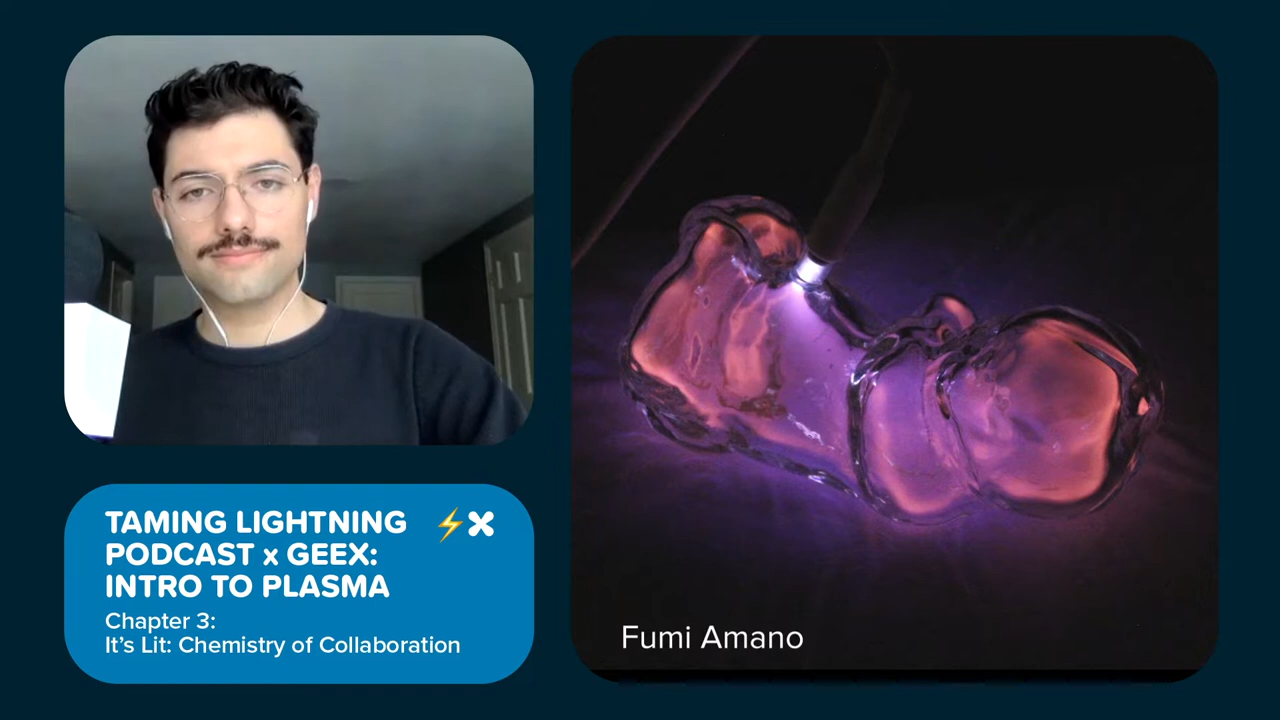 TAMING LIGHTNING ⚡✖
PODCAST x GEEX:
INTRO TO PLASMA
Chapter 3:
It's Lit: Chemistry of Collaboration
Fumi Amano